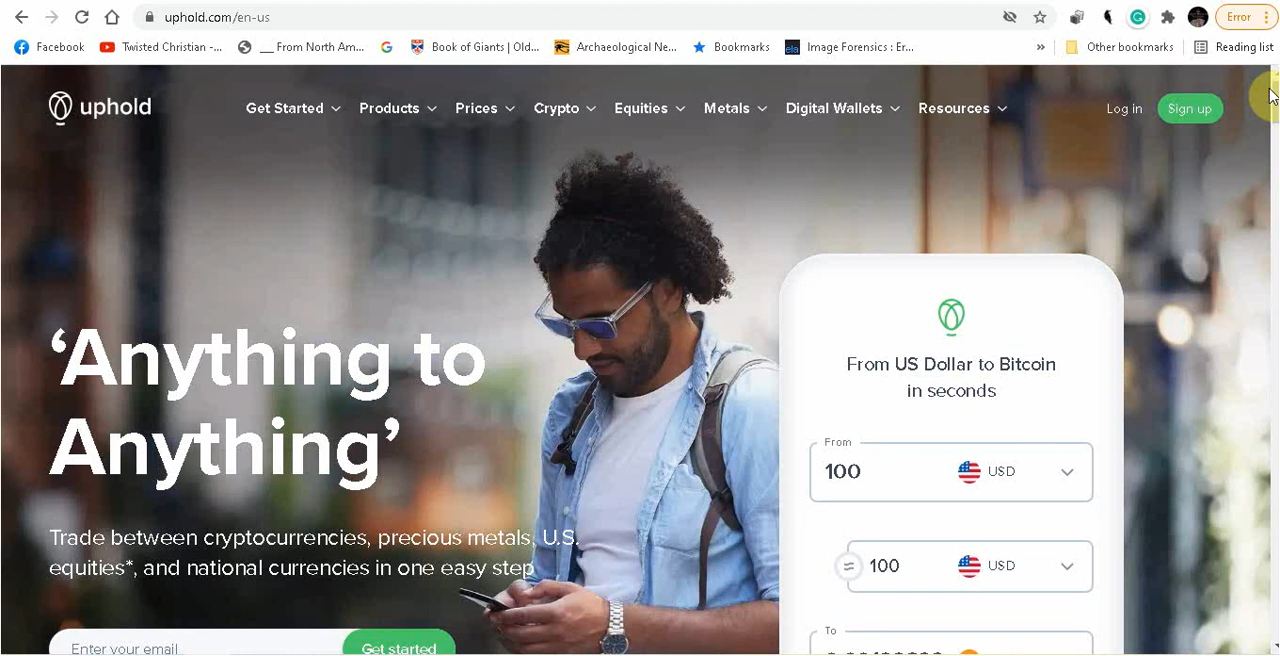 uphold.com/en-us
Error
Facebook
Twisted Christian -...
__ From North Am...
Book of Giants | Old...
Archaeological Ne...
Bookmarks
Image Forensics : Er...
»
Other bookmarks
Reading list
uphold
Get Started
Products
Prices
Crypto
Equities
Metals
Digital Wallets
Resources
Log in
Sign up
‘Anything to
Anything’
Trade between cryptocurrencies, precious metals, U.S.
equities*, and national currencies in one easy step
Enter your email
Get started
From US Dollar to Bitcoin
in seconds
From
100 USD
100 USD
To